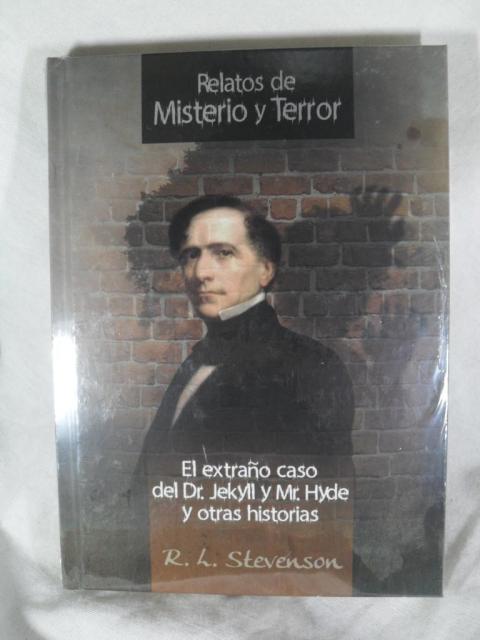 Relatos de
Misterio y Terror
El extraño caso
del Dr. Jekyll y Mr. Hyde
y otras historias
R. L. Stevenson